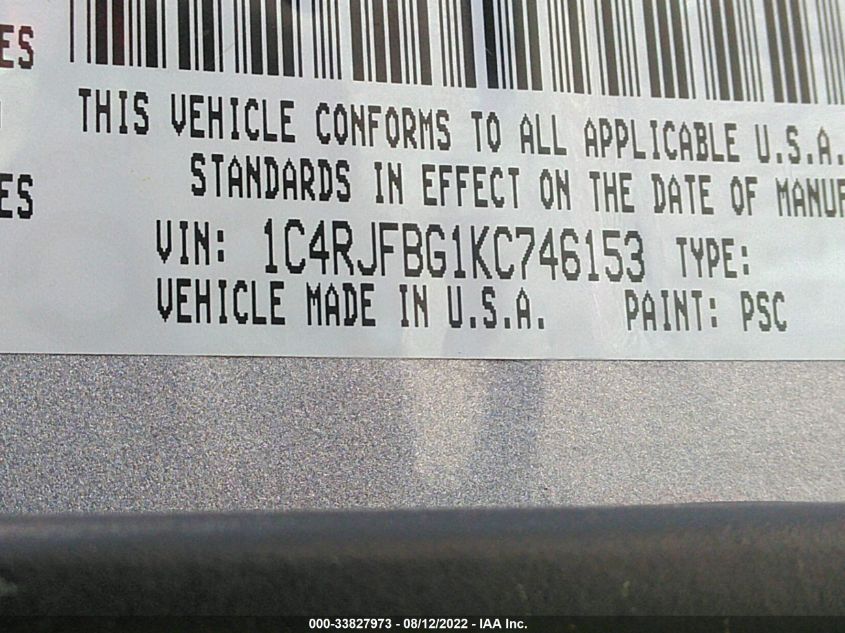 ES
THIS VEHICLE CONFORMS TO ALL APPLICABLE U.S.A.
STANDARDS IN EFFECT ON THE DATE OF MANUF
ES
VIN: 1C4RJFBG1KC746153 TYPE:
VEHICLE MADE IN U.S.A. PAINT: PSC
000-33827973 - 08/12/2022 - IAA Inc.